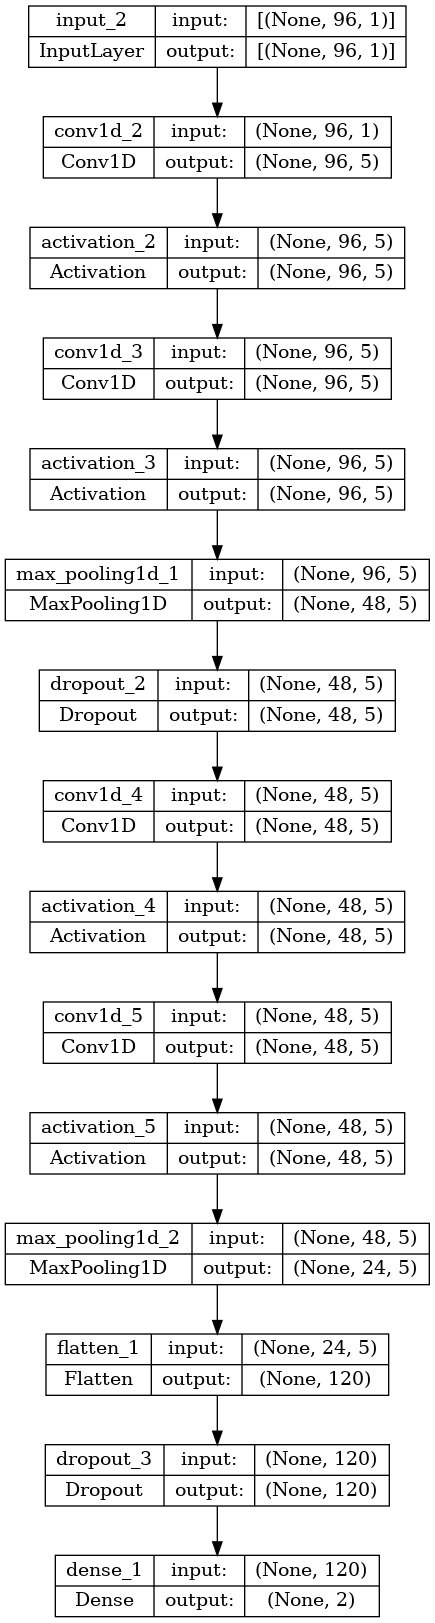 input_2 input: [(None, 96, 1)]
InputLayer output: [(None, 96, 1)]
conv1d_2 input: (None, 96, 1)
Conv1D output: (None, 96, 5)
activation_2 input: (None, 96, 5)
Activation output: (None, 96, 5)
conv1d_3 input: (None, 96, 5)
Conv1D output: (None, 96, 5)
activation_3 input: (None, 96, 5)
Activation output: (None, 96, 5)
max_pooling1d_1 input: (None, 96, 5)
MaxPooling1D output: (None, 48, 5)
dropout_2 input: (None, 48, 5)
Dropout output: (None, 48, 5)
conv1d_4 input: (None, 48, 5)
Conv1D output: (None, 48, 5)
activation_4 input: (None, 48, 5)
Activation output: (None, 48, 5)
conv1d_5 input: (None, 48, 5)
Conv1D output: (None, 48, 5)
activation_5 input: (None, 48, 5)
Activation output: (None, 48, 5)
max_pooling1d_2 input: (None, 48, 5)
MaxPooling1D output: (None, 24, 5)
flatten_1 input: (None, 24, 5)
Flatten output: (None, 120)
dropout_3 input: (None, 120)
Dropout output: (None, 120)
dense_1 input: (None, 120)
Dense output: (None, 2)